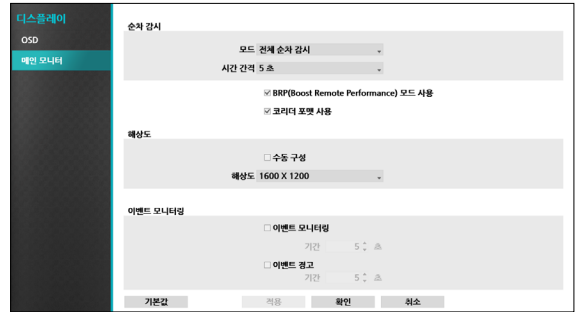 디스플레이
OSD
메인 모니터
순차 감시
모드 전체 순차 감시
시간 간격 5 초
BRP(Boost Remote Performance) 모드 사용
코리더 포맷 사용
해상도
수동 구성
해상도 1600 X 1200
이벤트 모니터링
이벤트 모니터링
기간 5 초
이벤트 경고
기간 5 초
기본값 적용 확인 취소